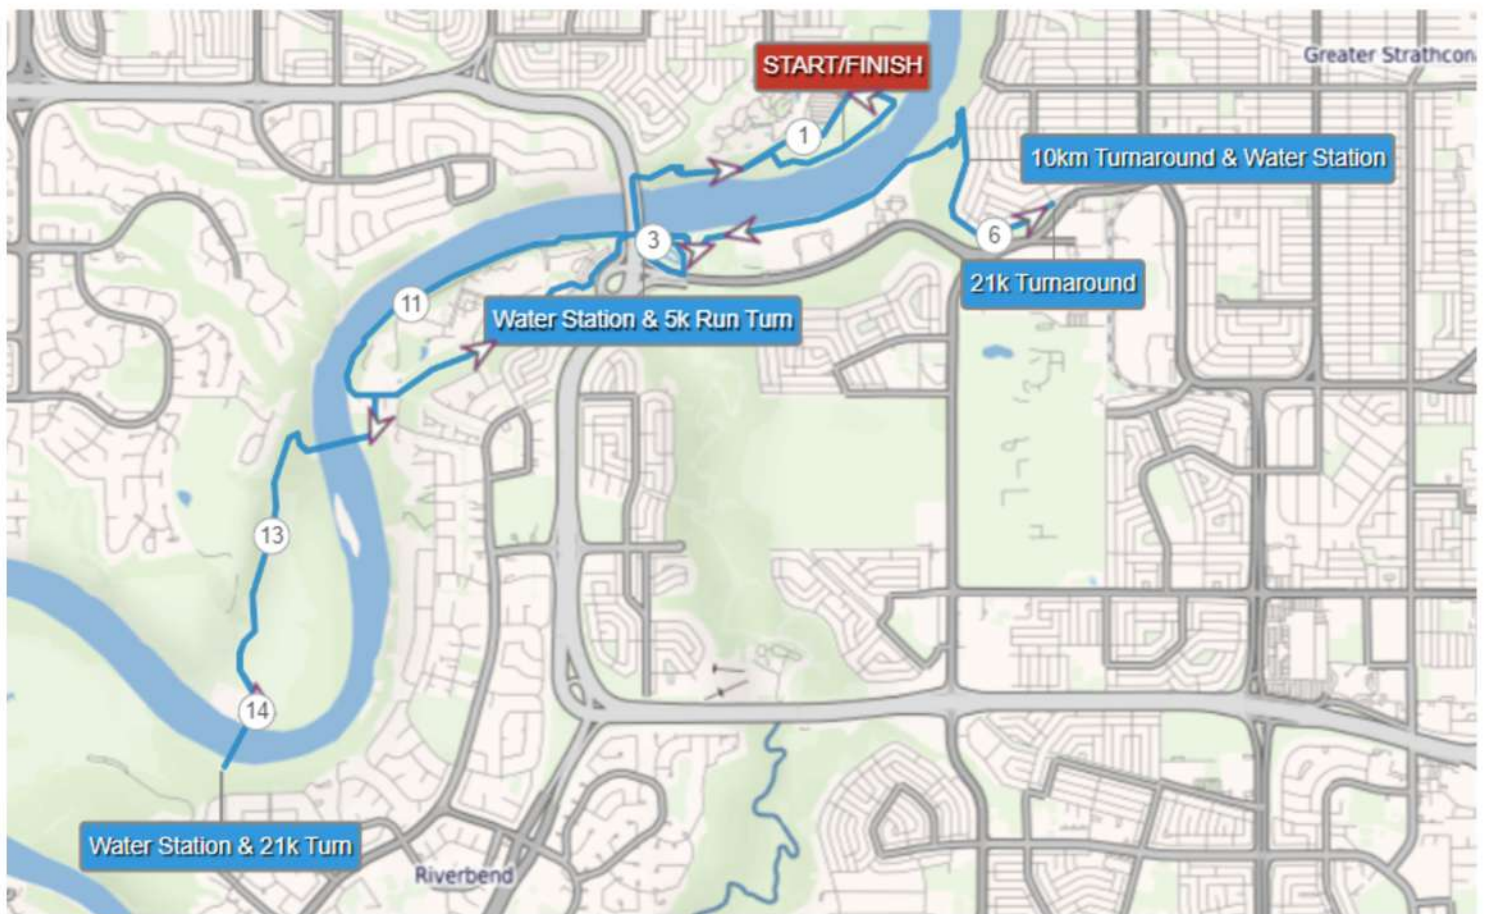 Greater Strathcon
START/FINISH
1
10km Turnaround & Water Station
6
3
21k Turnaround
11
Water Station & 5k Run Turn
13
14
Water Station & 21k Turn
Riverbend